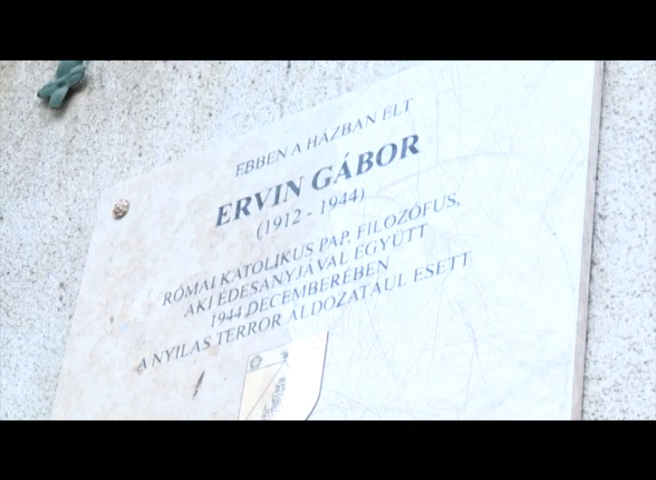 EBBEN A HÁZBAN ÉLT
ERVIN GÁBOR
(1912 - 1944)
RÓMAI KATOLIKUS PAP, FILOZÓFUS,
AKI ÉDESANYJÁVAL EGYÜTT
1944 DECEMBERÉBEN
A NYILAS TERROR ÁLDOZATÁUL ESETT